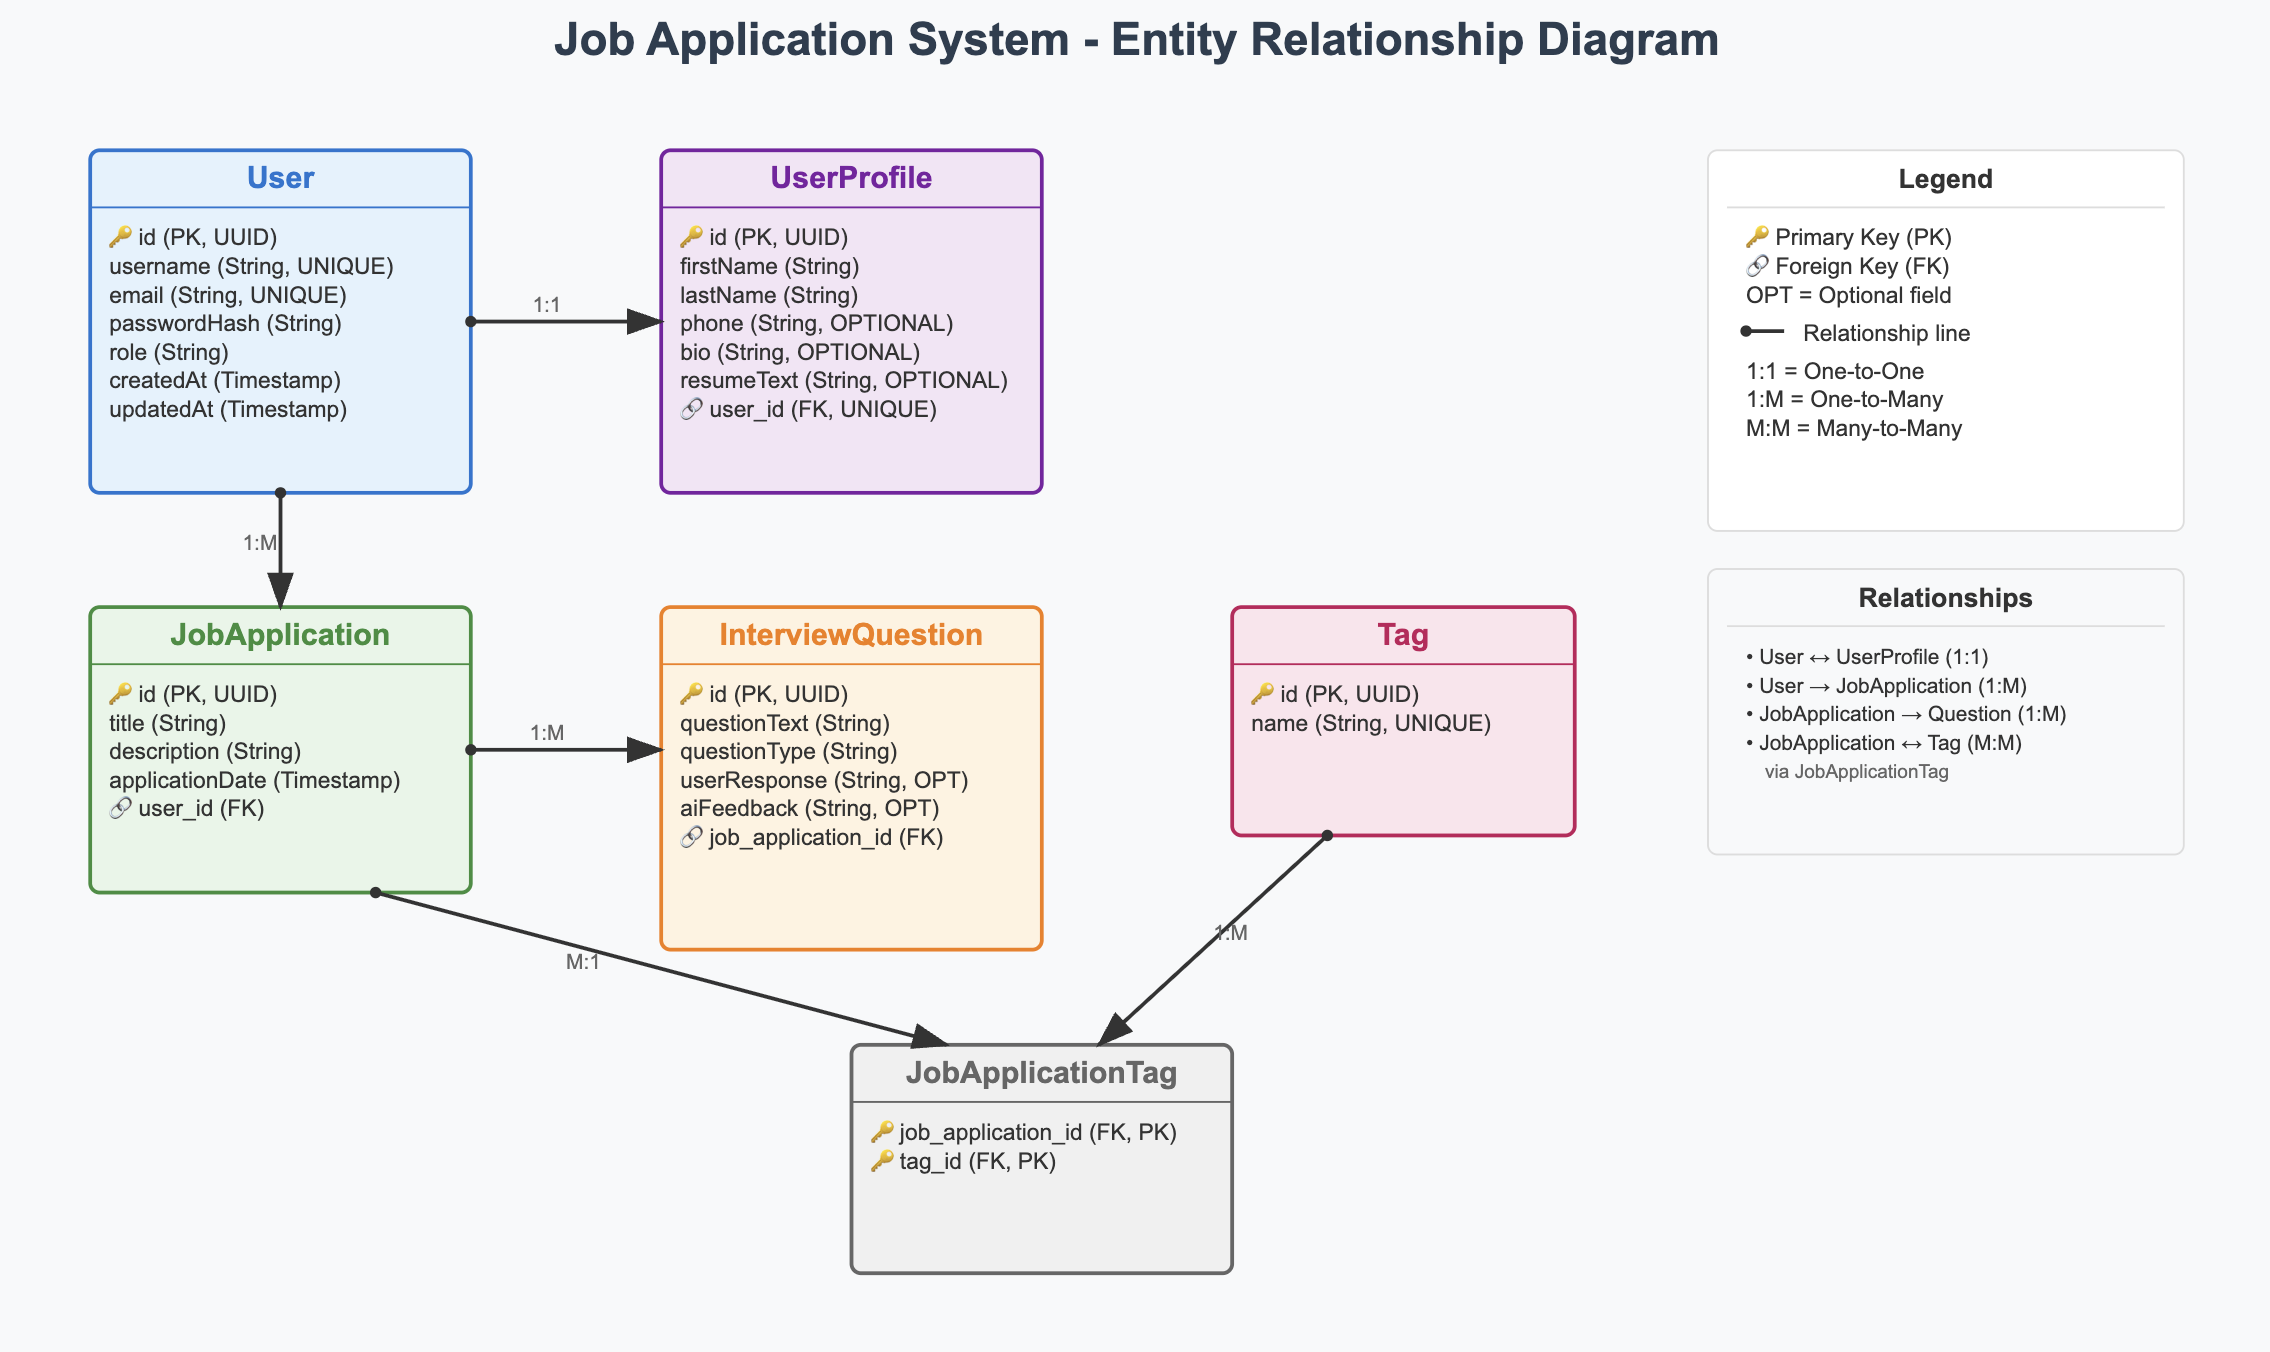 Job Application System - Entity Relationship Diagram
User
🔑 id (PK, UUID)
username (String, UNIQUE)
email (String, UNIQUE)
passwordHash (String)
role (String)
createdAt (Timestamp)
updatedAt (Timestamp)
1:1
UserProfile
🔑 id (PK, UUID)
firstName (String)
lastName (String)
phone (String, OPTIONAL)
bio (String, OPTIONAL)
resumeText (String, OPTIONAL)
🔗 user_id (FK, UNIQUE)
Legend
🔑 Primary Key (PK)
🔗 Foreign Key (FK)
OPT = Optional field
Relationship line
1:1 = One-to-One
1:M = One-to-Many
M:M = Many-to-Many
1:M
JobApplication
🔑 id (PK, UUID)
title (String)
description (String)
applicationDate (Timestamp)
🔗 user_id (FK)
1:M
InterviewQuestion
🔑 id (PK, UUID)
questionText (String)
questionType (String)
userResponse (String, OPT)
aiFeedback (String, OPT)
🔗 job_application_id (FK)
Tag
🔑 id (PK, UUID)
name (String, UNIQUE)
Relationships
• User ↔ UserProfile (1:1)
• User → JobApplication (1:M)
• JobApplication → Question (1:M)
• JobApplication ↔ Tag (M:M)
via JobApplicationTag
M:1
1:M
JobApplicationTag
🔑 job_application_id (FK, PK)
🔑 tag_id (FK, PK)